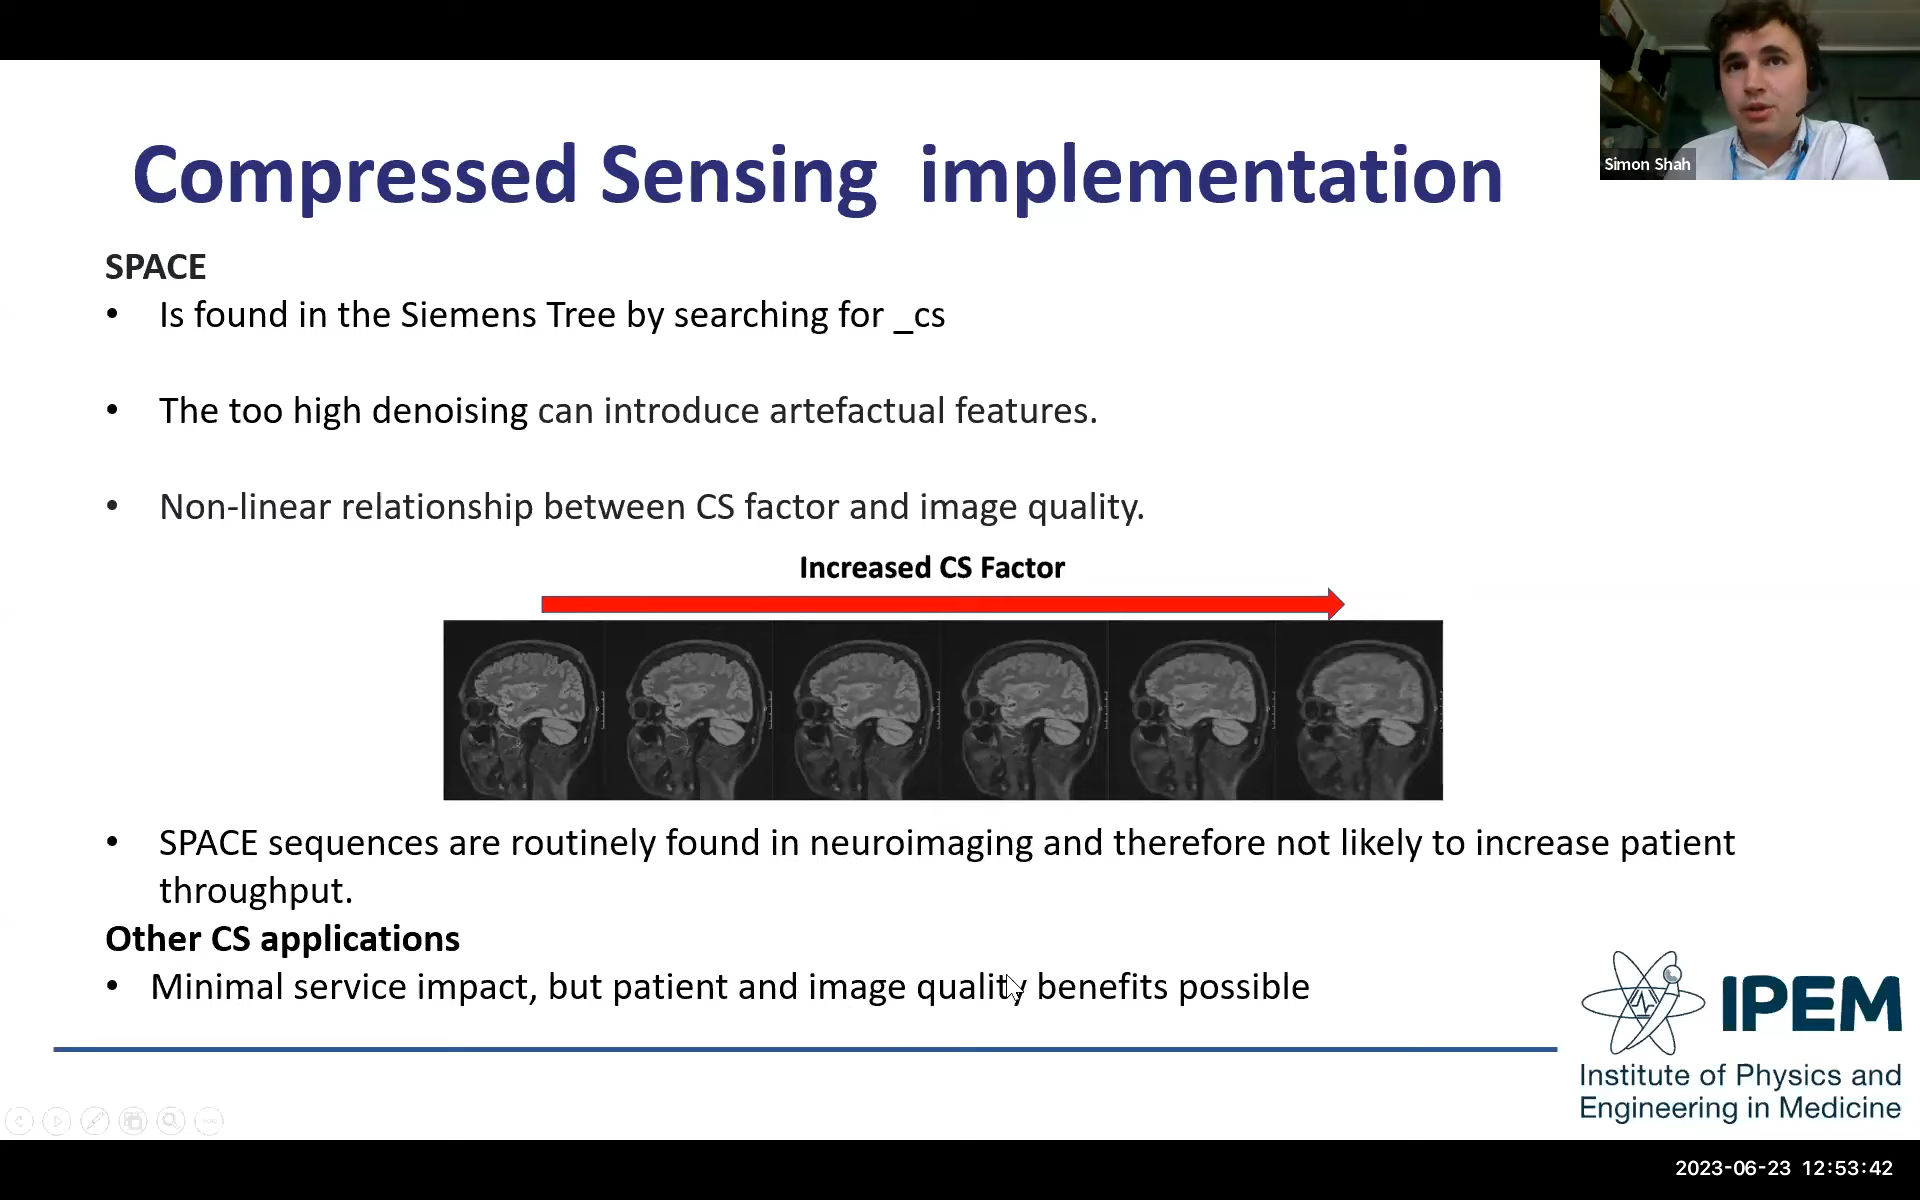 Simon Shah
Compressed Sensing implementation
SPACE
• Is found in the Siemens Tree by searching for _cs
• The too high denoising can introduce artefactual features.
• Non-linear relationship between CS factor and image quality.
Increased CS Factor
• SPACE sequences are routinely found in neuroimaging and therefore not likely to increase patient
throughput.
Other CS applications
• Minimal service impact, but patient and image quality benefits possible
IPEM
Institute of Physics and
Engineering in Medicine
2023-06-23 12:53:42